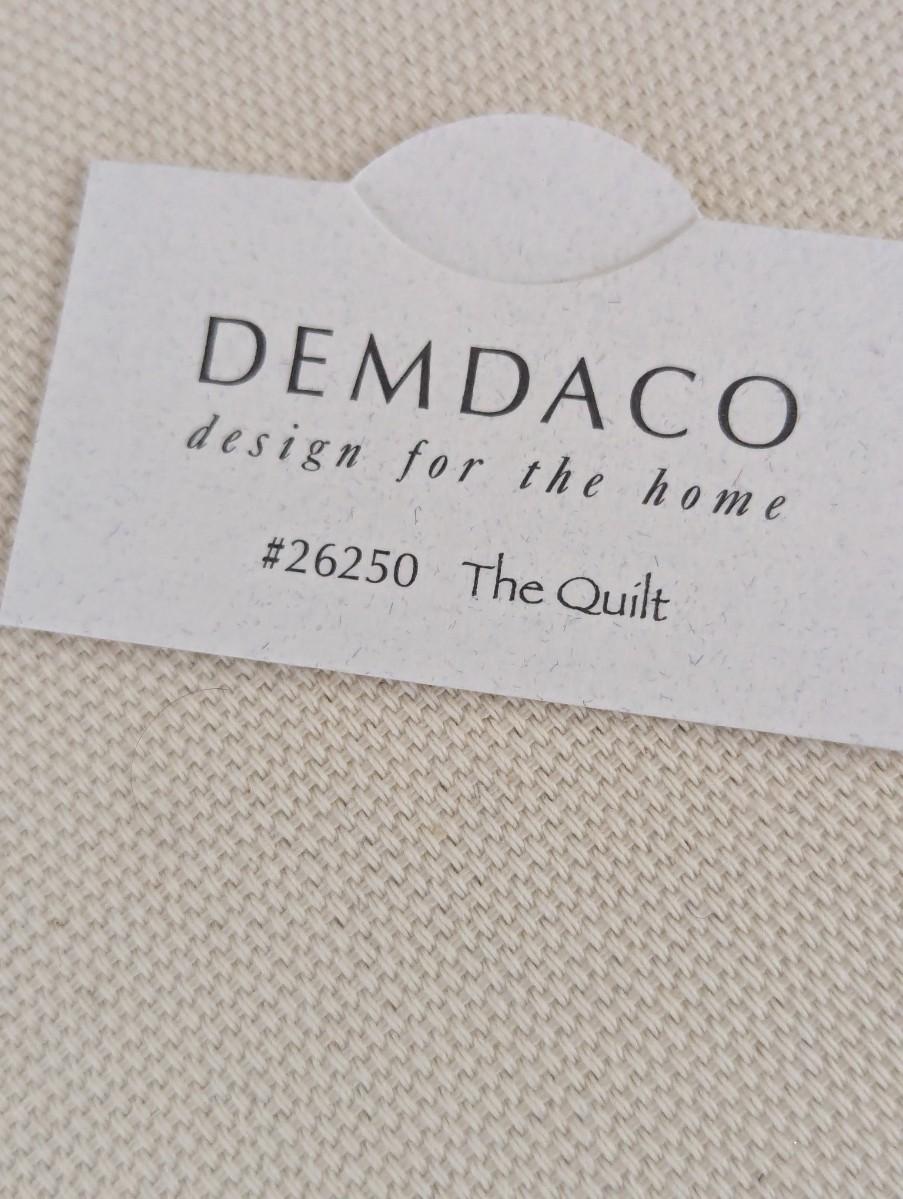 DEMDACO
design for the home
#26250 The Quilt